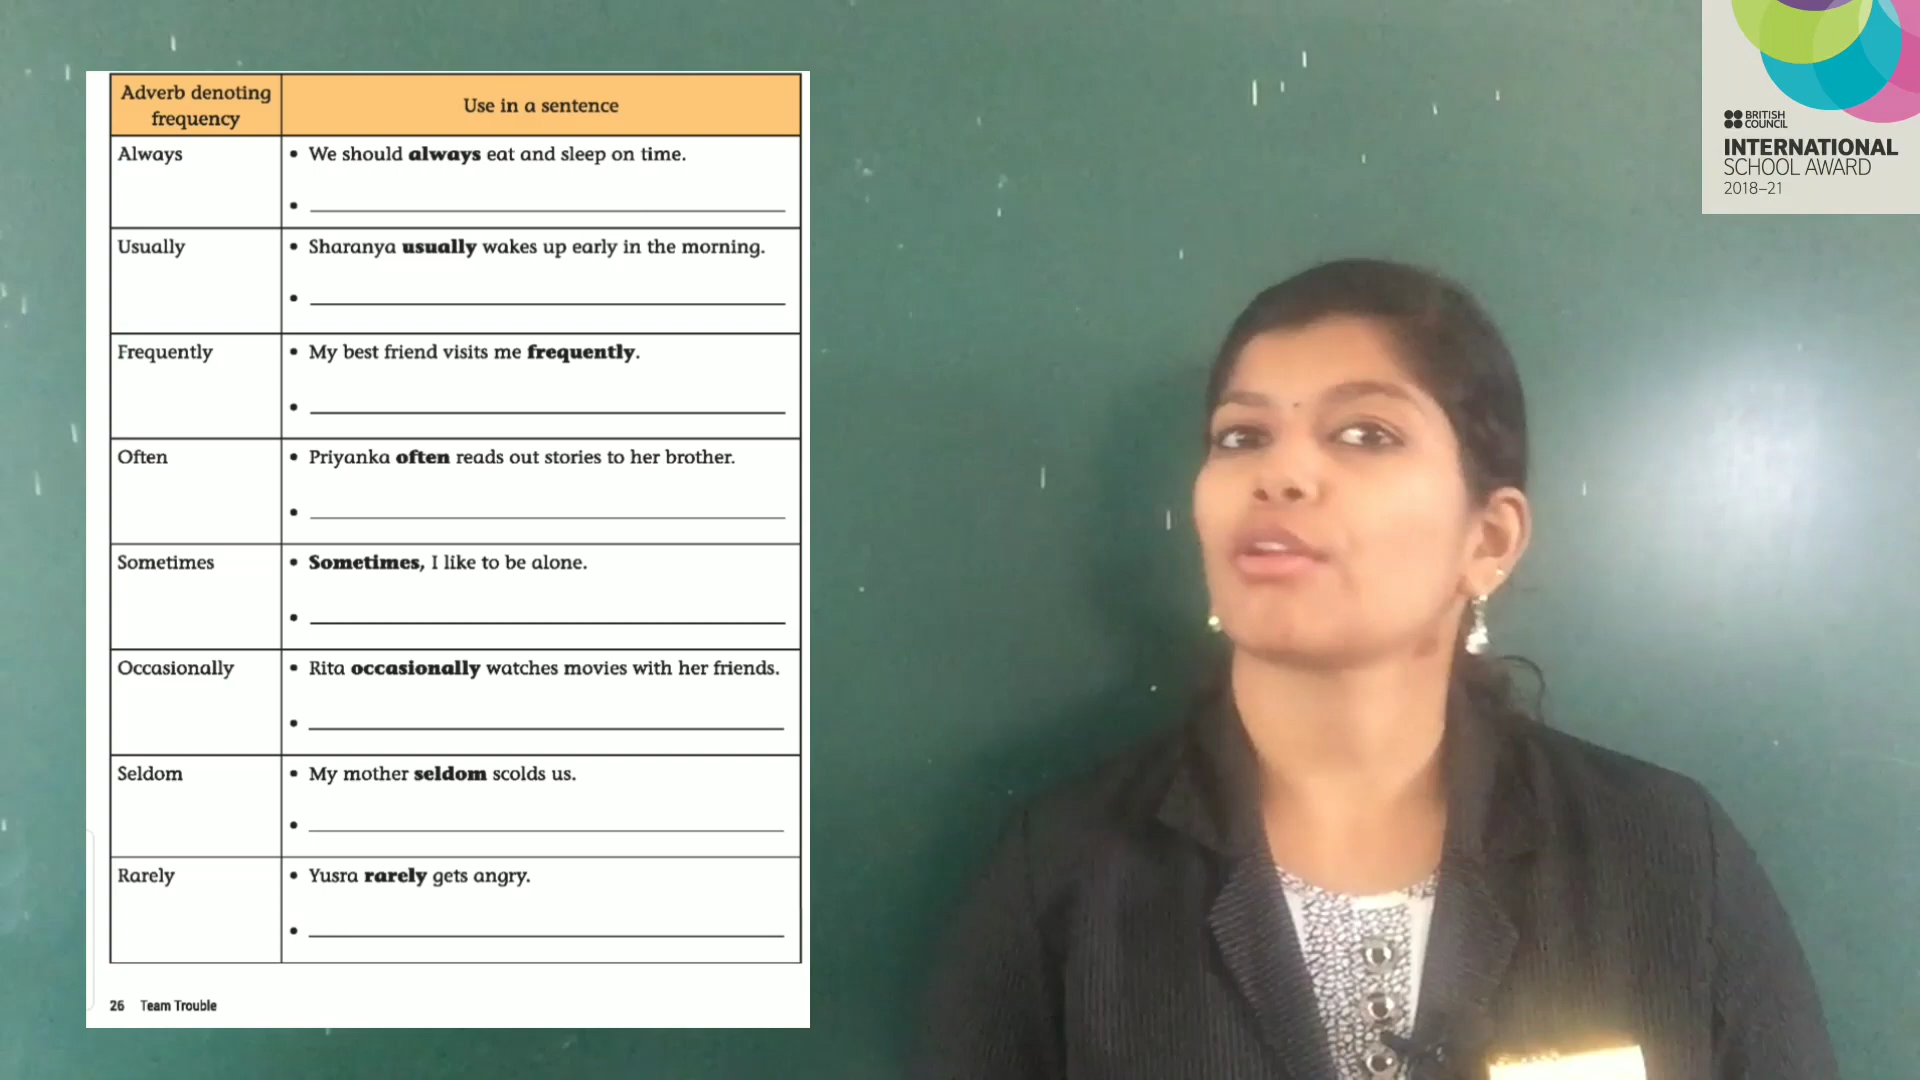 Adverb denoting
frequency
Use in a sentence
Always
• We should always eat and sleep on time.
•
Usually
• Sharanya usually wakes up early in the morning.
•
Frequently
• My best friend visits me frequently.
•
Often
• Priyanka often reads out stories to her brother.
•
Sometimes
• Sometimes, I like to be alone.
•
Occasionally
• Rita occasionally watches movies with her friends.
•
Seldom
• My mother seldom scolds us.
•
Rarely
• Yusra rarely gets angry.
•
26 Team Trouble
BRITISH
COUNCIL
INTERNATIONAL
SCHOOL AWARD
2018–21